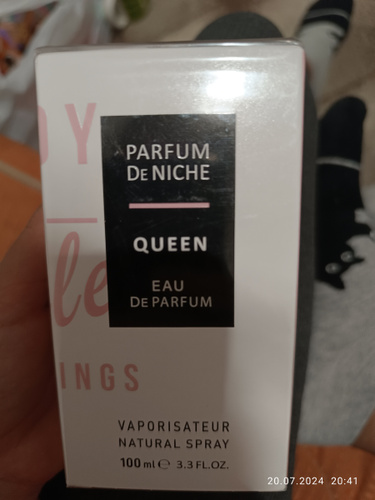 PARFUM
DE NICHE
QUEEN
EAU
DE PARFUM
INGS
VAPORISATEUR
NATURAL SPRAY
100 ml ℮ 3.3 FL.OZ.
20.07.2024 20:41